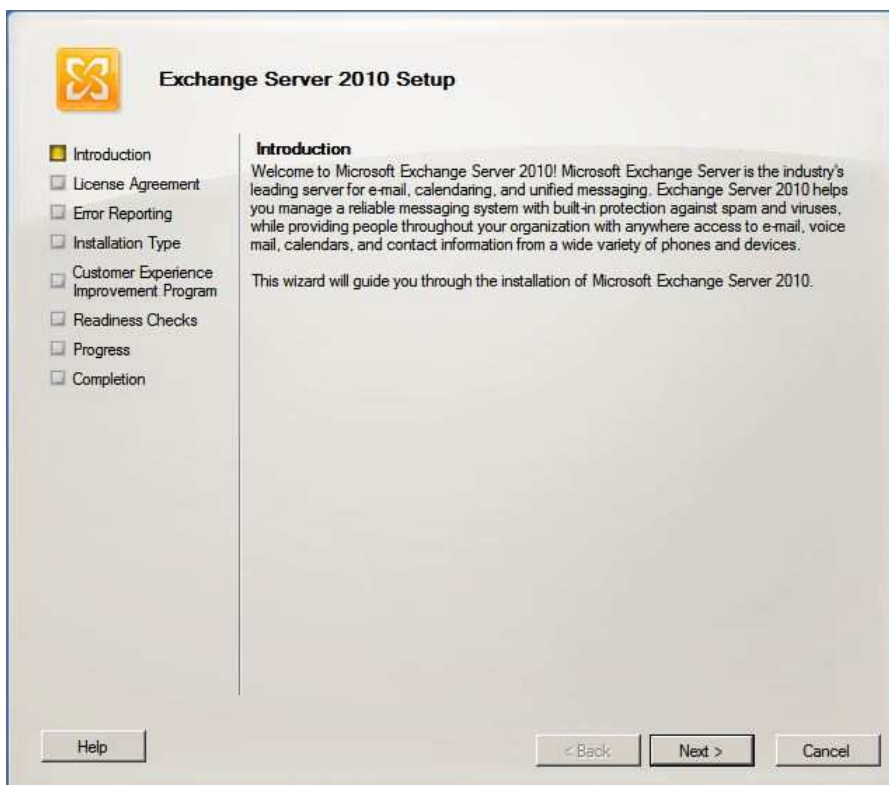 Exchange Server 2010 Setup
Introduction
License Agreement
Error Reporting
Installation Type
Customer Experience
Improvement Program
Readiness Checks
Progress
Completion
Introduction
Welcome to Microsoft Exchange Server 2010! Microsoft Exchange Server is the industry's
leading server for e-mail, calendaring, and unified messaging. Exchange Server 2010 helps
you manage a reliable messaging system with built-in protection against spam and viruses,
while providing people throughout your organization with anywhere access to e-mail, voice
mail, calendars, and contact information from a wide variety of phones and devices.
This wizard will guide you through the installation of Microsoft Exchange Server 2010.
Help
< Back
Next >
Cancel